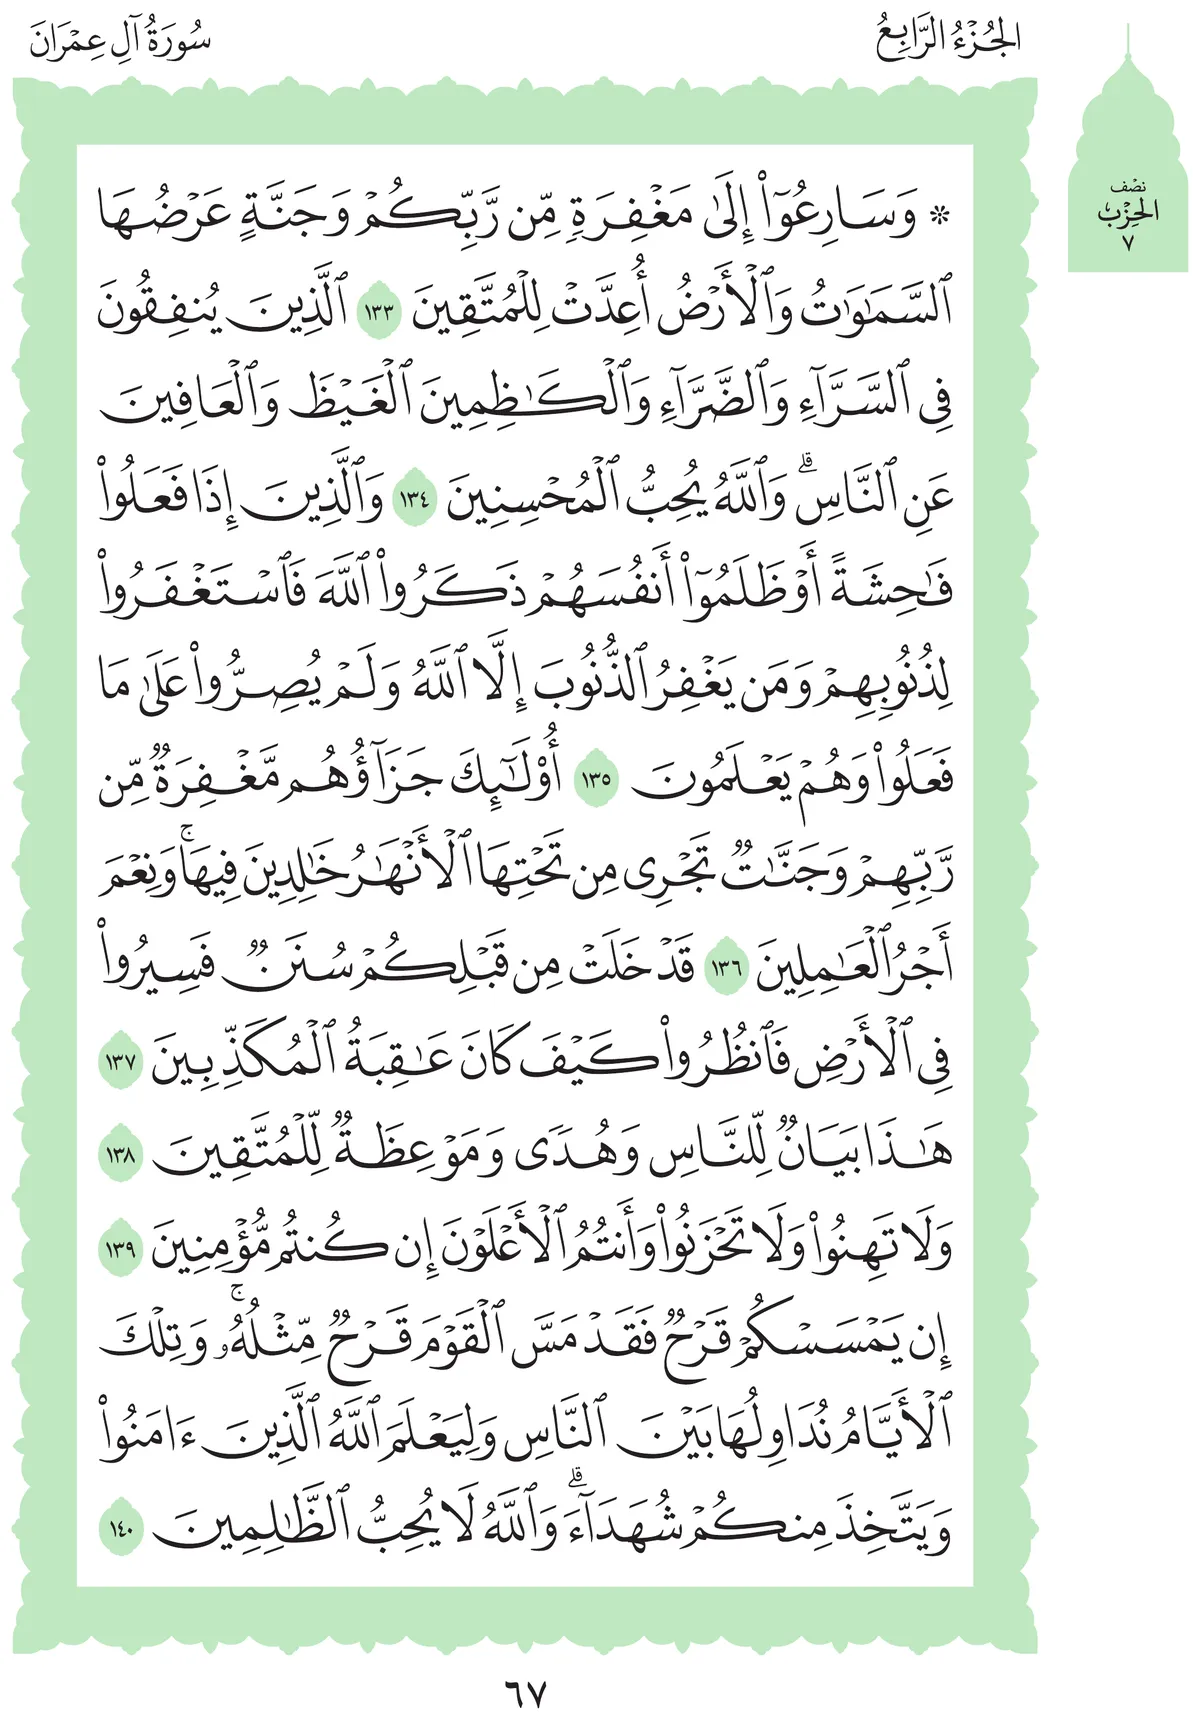 الجُزْءُ الرَّابِعُ
سُورَةُ آلِ عِمْرَانَ
نصف
الحِزْب
٧
۞ وَسَارِعُوٓا۟ إِلَىٰ مَغْفِرَةٍ مِّن رَّبِّكُمْ وَجَنَّةٍ عَرْضُهَا
ٱلسَّمَـٰوَٰتُ وَٱلْأَرْضُ أُعِدَّتْ لِلْمُتَّقِينَ ١٣٣ ٱلَّذِينَ يُنفِقُونَ
فِى ٱلسَّرَّآءِ وَٱلضَّرَّآءِ وَٱلْكَـٰظِمِينَ ٱلْغَيْظَ وَٱلْعَافِينَ
عَنِ ٱلنَّاسِ ۗ وَٱللَّهُ يُحِبُّ ٱلْمُحْسِنِينَ ١٣٤ وَٱلَّذِينَ إِذَا فَعَلُوا۟
فَـٰحِشَةً أَوْ ظَلَمُوٓا۟ أَنفُسَهُمْ ذَكَرُوا۟ ٱللَّهَ فَٱسْتَغْفَرُوا۟
لِذُنُوبِهِمْ وَمَن يَغْفِرُ ٱلذُّنُوبَ إِلَّا ٱللَّهُ وَلَمْ يُصِرُّوا۟ عَلَىٰ مَا
فَعَلُوا۟ وَهُمْ يَعْلَمُونَ ١٣٥ أُو۟لَـٰٓئِكَ جَزَآؤُهُم مَّغْفِرَةٌ مِّن
رَّبِّهِمْ وَجَنَّـٰتٌ تَجْرِى مِن تَحْتِهَا ٱلْأَنْهَـٰرُ خَـٰلِدِينَ فِيهَا ۚ وَنِعْمَ
أَجْرُ ٱلْعَـٰمِلِينَ ١٣٦ قَدْ خَلَتْ مِن قَبْلِكُمْ سُنَنٌ فَسِيرُوا۟
فِى ٱلْأَرْضِ فَٱنظُرُوا۟ كَيْفَ كَانَ عَـٰقِبَةُ ٱلْمُكَذِّبِينَ ١٣٧
هَـٰذَا بَيَانٌ لِّلنَّاسِ وَهُدًى وَمَوْعِظَةٌ لِّلْمُتَّقِينَ ١٣٨
وَلَا تَهِنُوا۟ وَلَا تَحْزَنُوا۟ وَأَنتُمُ ٱلْأَعْلَوْنَ إِن كُنتُم مُّؤْمِنِينَ ١٣٩
إِن يَمْسَسْكُمْ قَرْحٌ فَقَدْ مَسَّ ٱلْقَوْمَ قَرْحٌ مِّثْلُهُۥ ۚ وَتِلْكَ
ٱلْأَيَّامُ نُدَاوِلُهَا بَيْنَ ٱلنَّاسِ وَلِيَعْلَمَ ٱللَّهُ ٱلَّذِينَ ءَامَنُوا۟
وَيَتَّخِذَ مِنكُمْ شُهَدَآءَ ۗ وَٱللَّهُ لَا يُحِبُّ ٱلظَّـٰلِمِينَ ١٤٠
٦٧